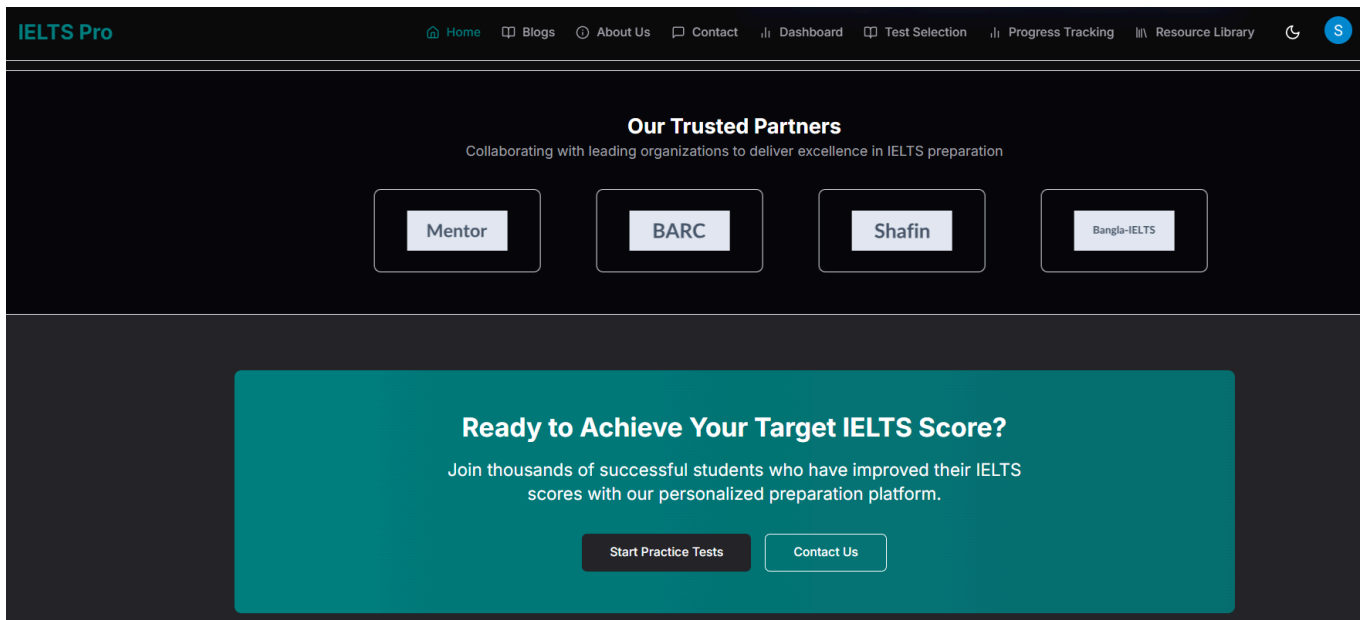 IELTS Pro
Home Blogs About Us Contact Dashboard Test Selection Progress Tracking Resource Library S
Our Trusted Partners
Collaborating with leading organizations to deliver excellence in IELTS preparation
Mentor BARC Shafin Bangla-IELTS
Ready to Achieve Your Target IELTS Score?
Join thousands of successful students who have improved their IELTS
scores with our personalized preparation platform.
Start Practice Tests Contact Us